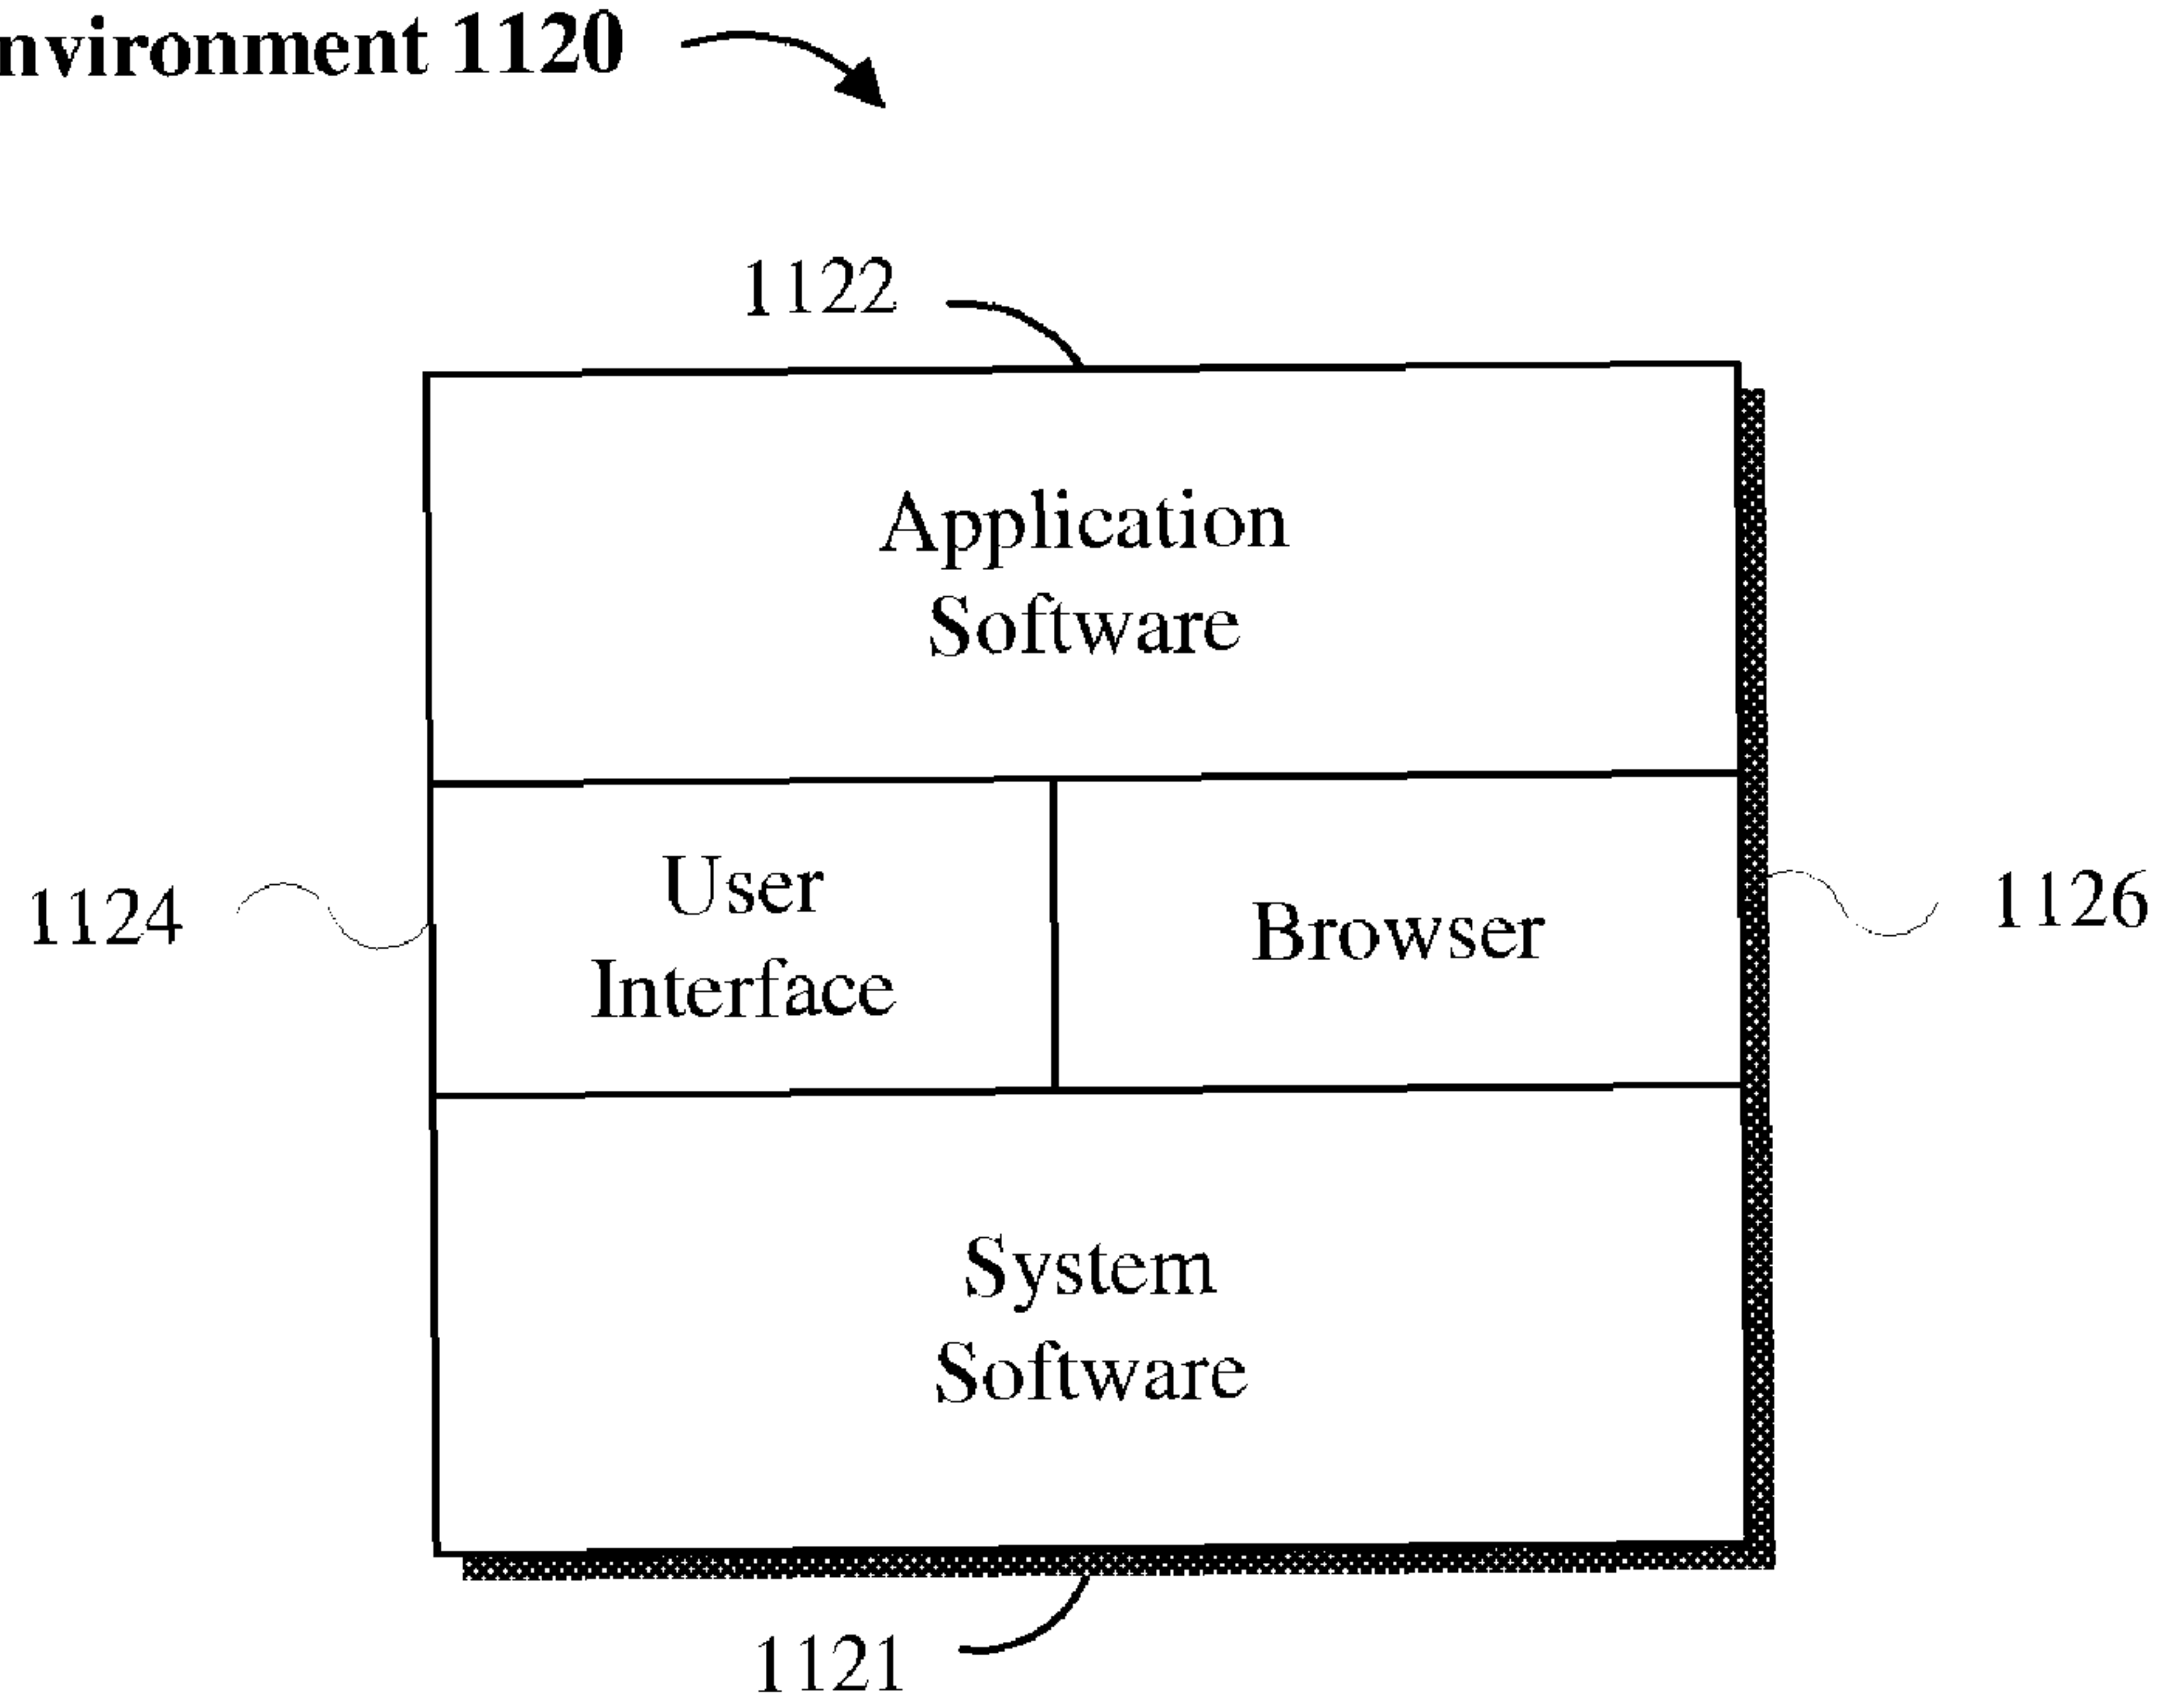 nvironment 1120
1122
Application
Software
1124
User
Interface
Browser
1126
System
Software
1121